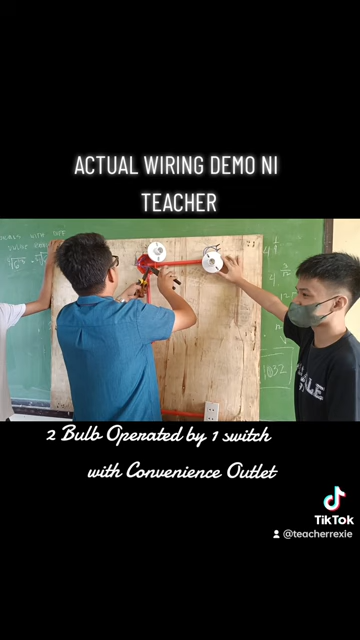 ACTUAL WIRING DEMO NI
TEACHER
2 Bulb Operated by 1 switch
with Convenience Outlet
TikTok
@teacherrexie